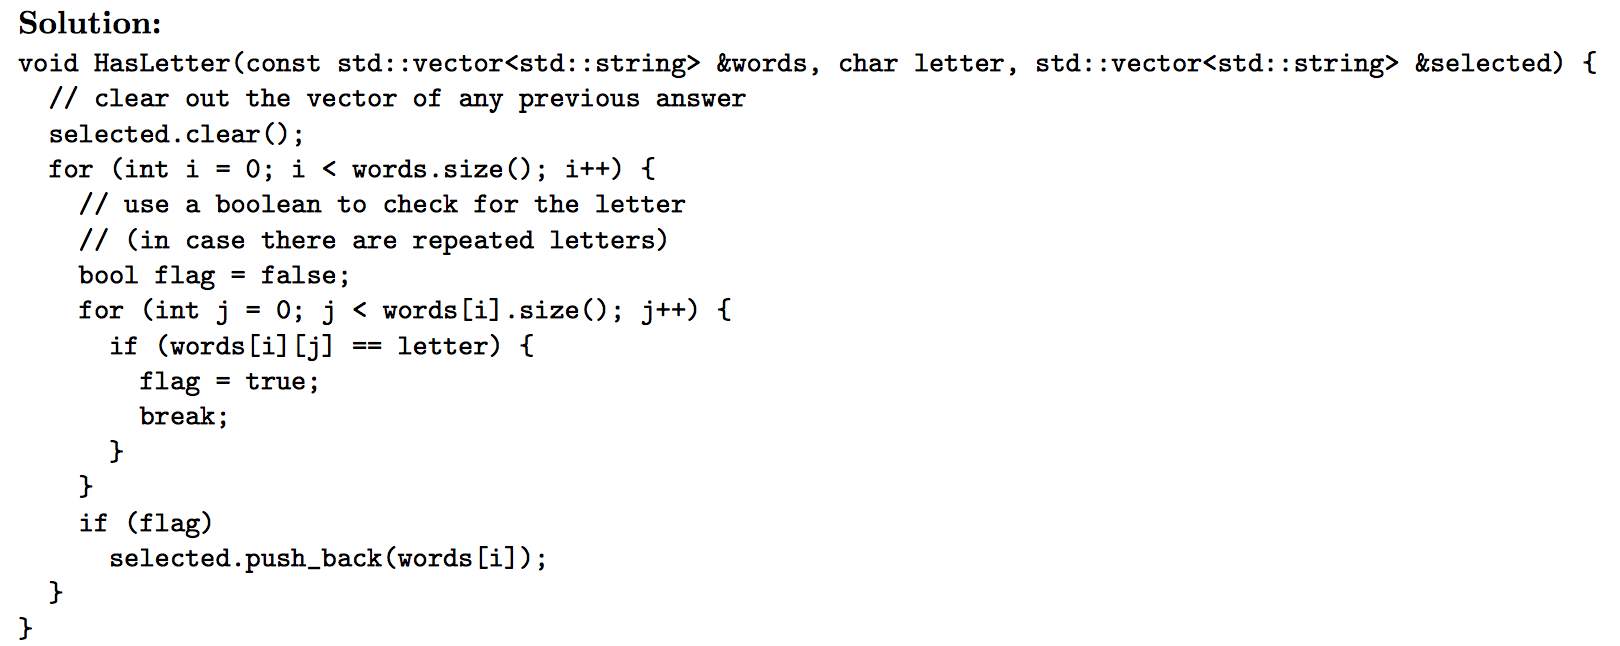 Solution:
void HasLetter(const std::vector<std::string> &words, char letter, std::vector<std::string> &selected) {
  // clear out the vector of any previous answer
  selected.clear();
  for (int i = 0; i < words.size(); i++) {
    // use a boolean to check for the letter
    // (in case there are repeated letters)
    bool flag = false;
    for (int j = 0; j < words[i].size(); j++) {
      if (words[i][j] == letter) {
        flag = true;
        break;
      }
    }
    if (flag)
      selected.push_back(words[i]);
  }
}